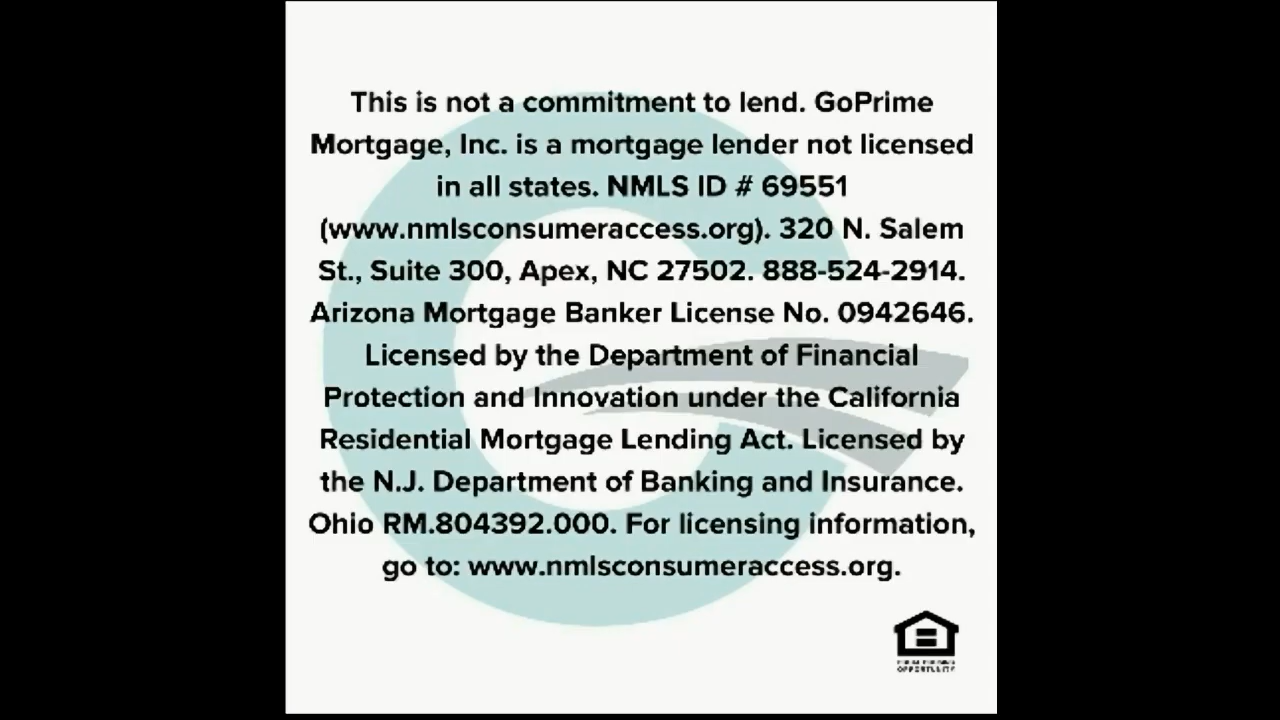 This is not a commitment to lend. GoPrime
Mortgage, Inc. is a mortgage lender not licensed
in all states. NMLS ID # 69551
(www.nmlsconsumeraccess.org). 320 N. Salem
St., Suite 300, Apex, NC 27502. 888-524-2914.
Arizona Mortgage Banker License No. 0942646.
Licensed by the Department of Financial
Protection and Innovation under the California
Residential Mortgage Lending Act. Licensed by
the N.J. Department of Banking and Insurance.
Ohio RM.804392.000. For licensing information,
go to: www.nmlsconsumeraccess.org.
EQUAL HOUSING
OPPORTUNITY